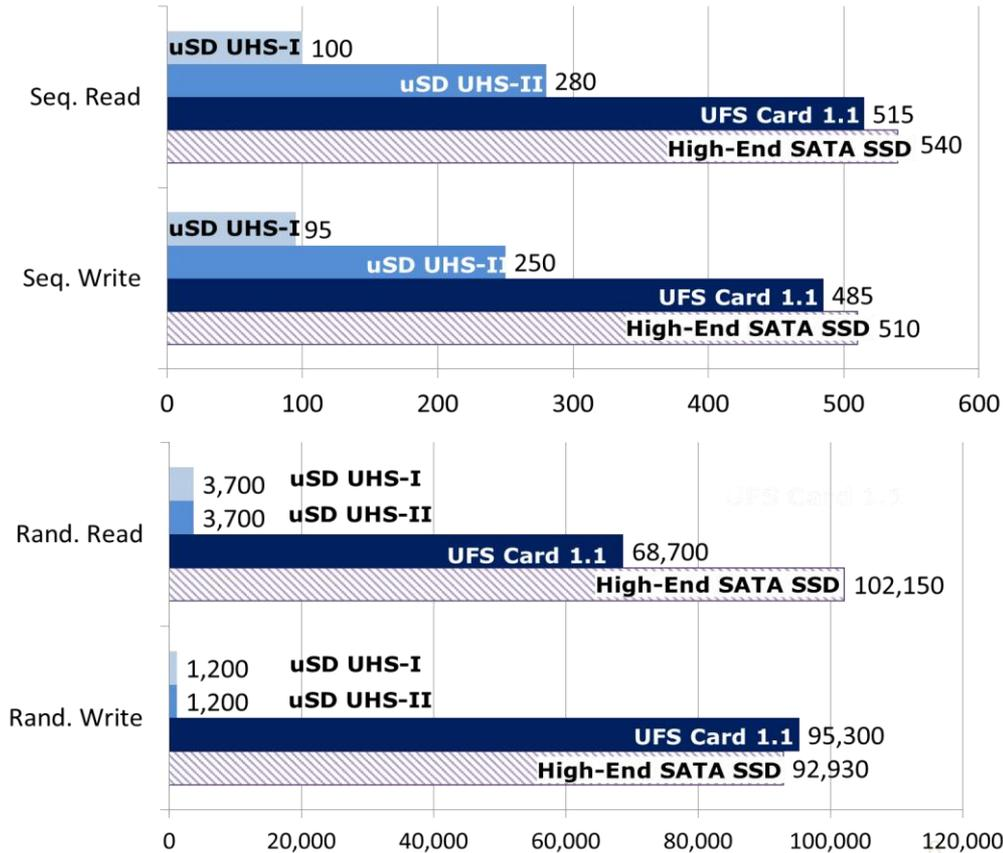 uSD UHS-I 100
uSD UHS-II 280
Seq. Read
UFS Card 1.1 515
High-End SATA SSD 540
uSD UHS-I 95
uSD UHS-II 250
Seq. Write
UFS Card 1.1 485
High-End SATA SSD 510
0 100 200 300 400 500 600
3,700 uSD UHS-I
3,700 uSD UHS-II
Rand. Read
UFS Card 1.1 68,700
High-End SATA SSD 102,150
1,200 uSD UHS-I
1,200 uSD UHS-II
Rand. Write
UFS Card 1.1 95,300
High-End SATA SSD 92,930
0 20,000 40,000 60,000 80,000 100,000 120,000